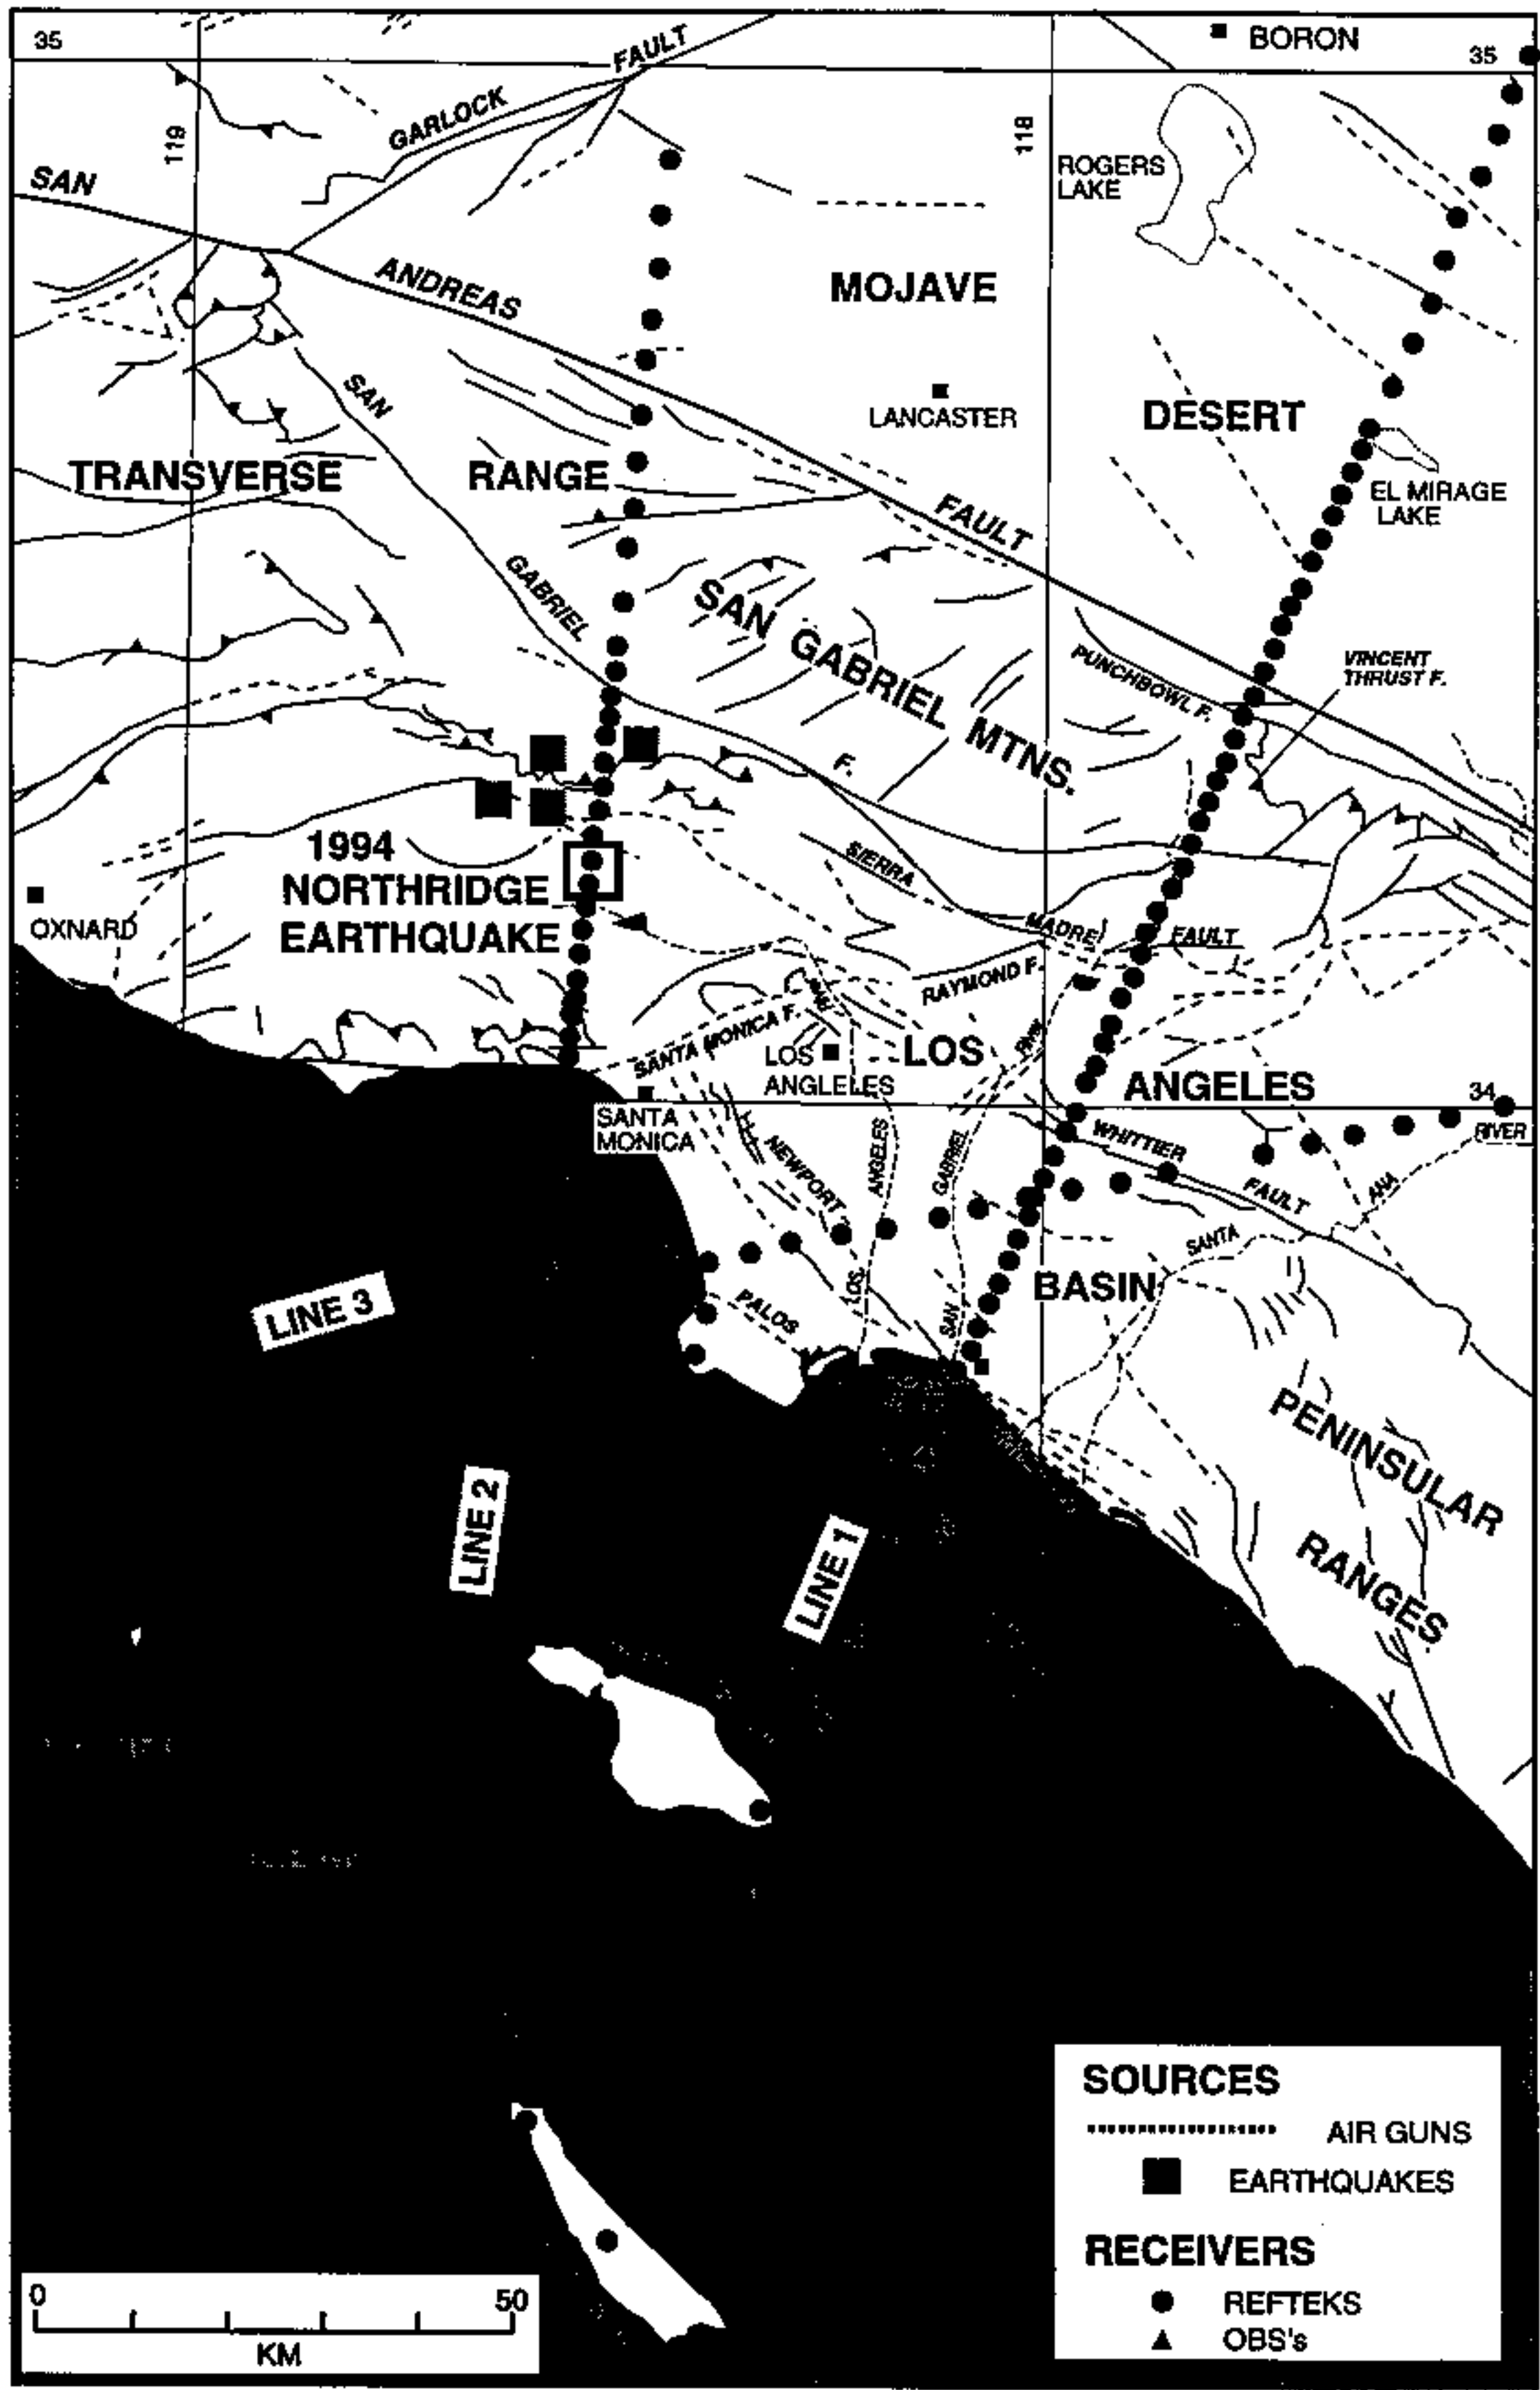 35
BORON
35
GARLOCK
FAULT
119
118
ROGERS
LAKE
SAN
ANDREAS
MOJAVE
SAN
LANCASTER
DESERT
TRANSVERSE
RANGE
EL MIRAGE
LAKE
FAULT
GABRIEL
SAN GABRIEL MTNS.
PUNCHBOWL F.
VINCENT
THRUST F.
F.
1994
NORTHRIDGE
EARTHQUAKE
SIERRA
OXNARD
MADRE
FAULT
RAYMOND F.
SANTA MONICA F.
LOS
ANGLELES
LOS
RIVER
ANGELES
34
SANTA
MONICA
WHITTIER
RIVER
NEWPORT
ANGELES
GABRIEL
FAULT
ANA
SANTA
LINE 3
PALOS
LOS
SAN
BASIN
PENINSULAR
RANGES
LINE 2
LINE 1
SOURCES
AIR GUNS
EARTHQUAKES
RECEIVERS
REFTEKS
OBS's
0
50
KM